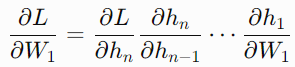 ∂L/∂W₁ = ∂L/∂hₙ ∂hₙ/∂hₙ₋₁ ⋯ ∂h₁/∂W₁